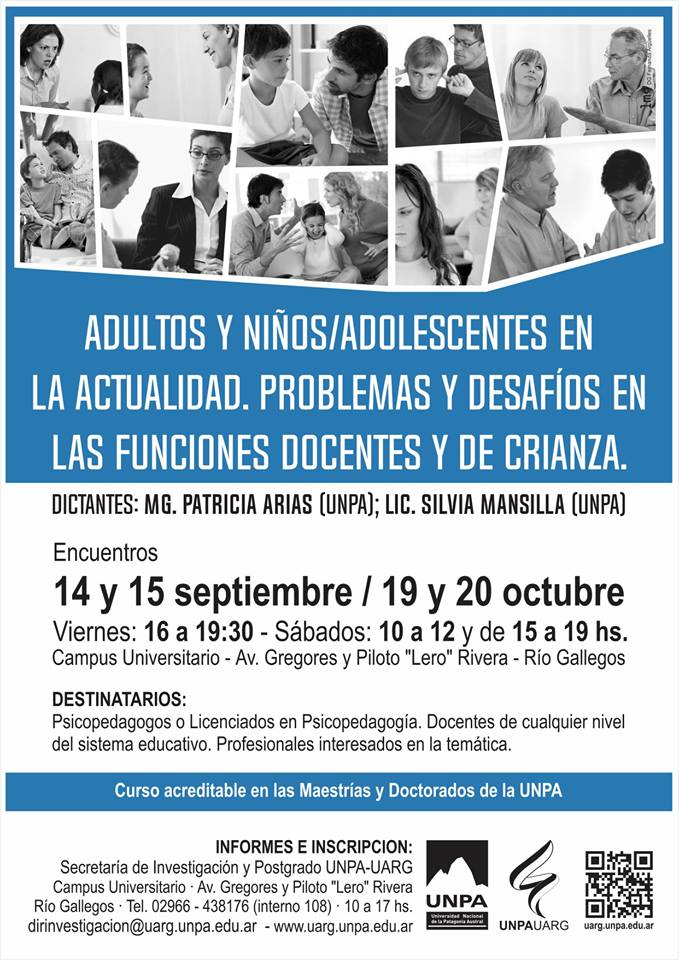 DG Fernanda Argüelles
ADULTOS Y NIÑOS/ADOLESCENTES EN
LA ACTUALIDAD. PROBLEMAS Y DESAFÍOS EN
LAS FUNCIONES DOCENTES Y DE CRIANZA.
DICTANTES: MG. PATRICIA ARIAS (UNPA); LIC. SILVIA MANSILLA (UNPA)
Encuentros
14 y 15 septiembre / 19 y 20 octubre
Viernes: 16 a 19:30 - Sábados: 10 a 12 y de 15 a 19 hs.
Campus Universitario - Av. Gregores y Piloto "Lero" Rivera - Río Gallegos
DESTINATARIOS:
Psicopedagogos o Licenciados en Psicopedagogía. Docentes de cualquier nivel
del sistema educativo. Profesionales interesados en la temática.
Curso acreditable en las Maestrías y Doctorados de la UNPA
INFORMES E INSCRIPCION:
Secretaría de Investigación y Postgrado UNPA-UARG
Campus Universitario · Av. Gregores y Piloto "Lero" Rivera
Río Gallegos · Tel. 02966 - 438176 (interno 108) · 10 a 17 hs.
dirinvestigacion@uarg.unpa.edu.ar - www.uarg.unpa.edu.ar
UNPA
Universidad Nacional
de la Patagonia Austral
UNPAUARG
uarg.unpa.edu.ar